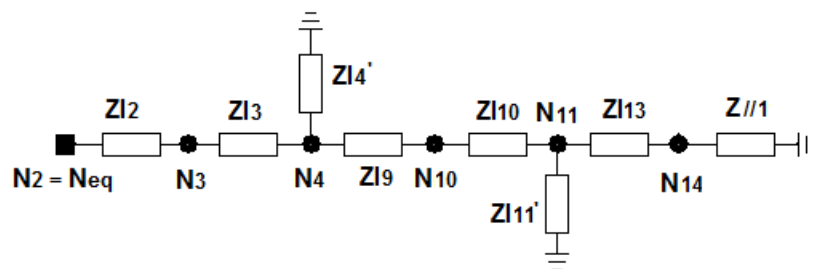 Zl4'
Zl2
Zl3
Zl10
N11
Zl13
Z//1
N2 = Neq
N3
N4
Zl9
N10
Zl11'
N14